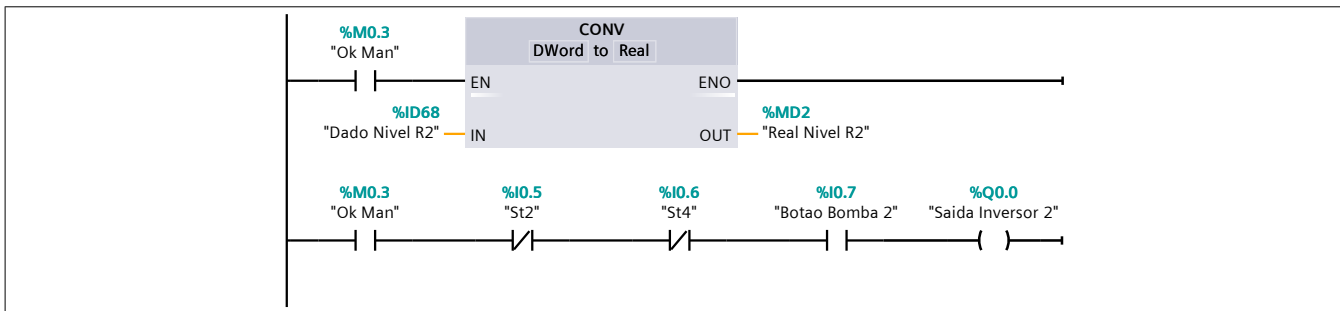 %M0.3
"Ok Man"
CONV
DWord to Real
EN
ENO
%ID68
"Dado Nivel R2"
IN
OUT
%MD2
"Real Nivel R2"
%M0.3
"Ok Man"
%I0.5
"St2"
%I0.6
"St4"
%I0.7
"Botao Bomba 2"
%Q0.0
"Saida Inversor 2"